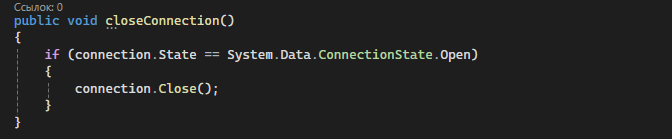 Ссылок: 0
public void closeConnection()
{
if (connection.State == System.Data.ConnectionState.Open)
{
connection.Close();
}
}